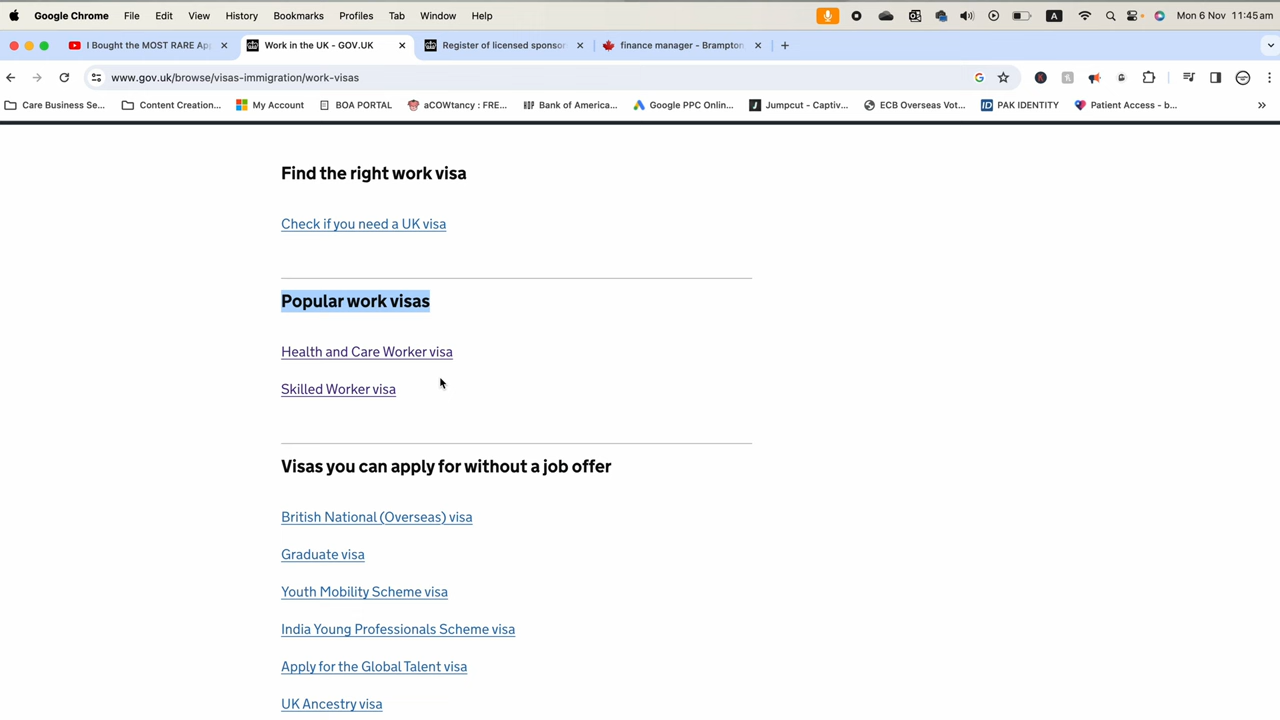 Google Chrome File Edit View History Bookmarks Profiles Tab Window Help A Mon 6 Nov 11:45 am
I Bought the MOST RARE Ap Work in the UK - GOV.UK Register of licensed sponsor finance manager - Brampton
www.gov.uk/browse/visas-immigration/work-visas
Care Business Se... Content Creation... My Account BOA PORTAL aCOWtancy : FRE... Bank of America... Google PPC Onlin... Jumpcut - Captiv... ECB Overseas Vot... ID PAK IDENTITY Patient Access - b... »
Find the right work visa
Check if you need a UK visa
Popular work visas
Health and Care Worker visa
Skilled Worker visa
Visas you can apply for without a job offer
British National (Overseas) visa
Graduate visa
Youth Mobility Scheme visa
India Young Professionals Scheme visa
Apply for the Global Talent visa
UK Ancestry visa